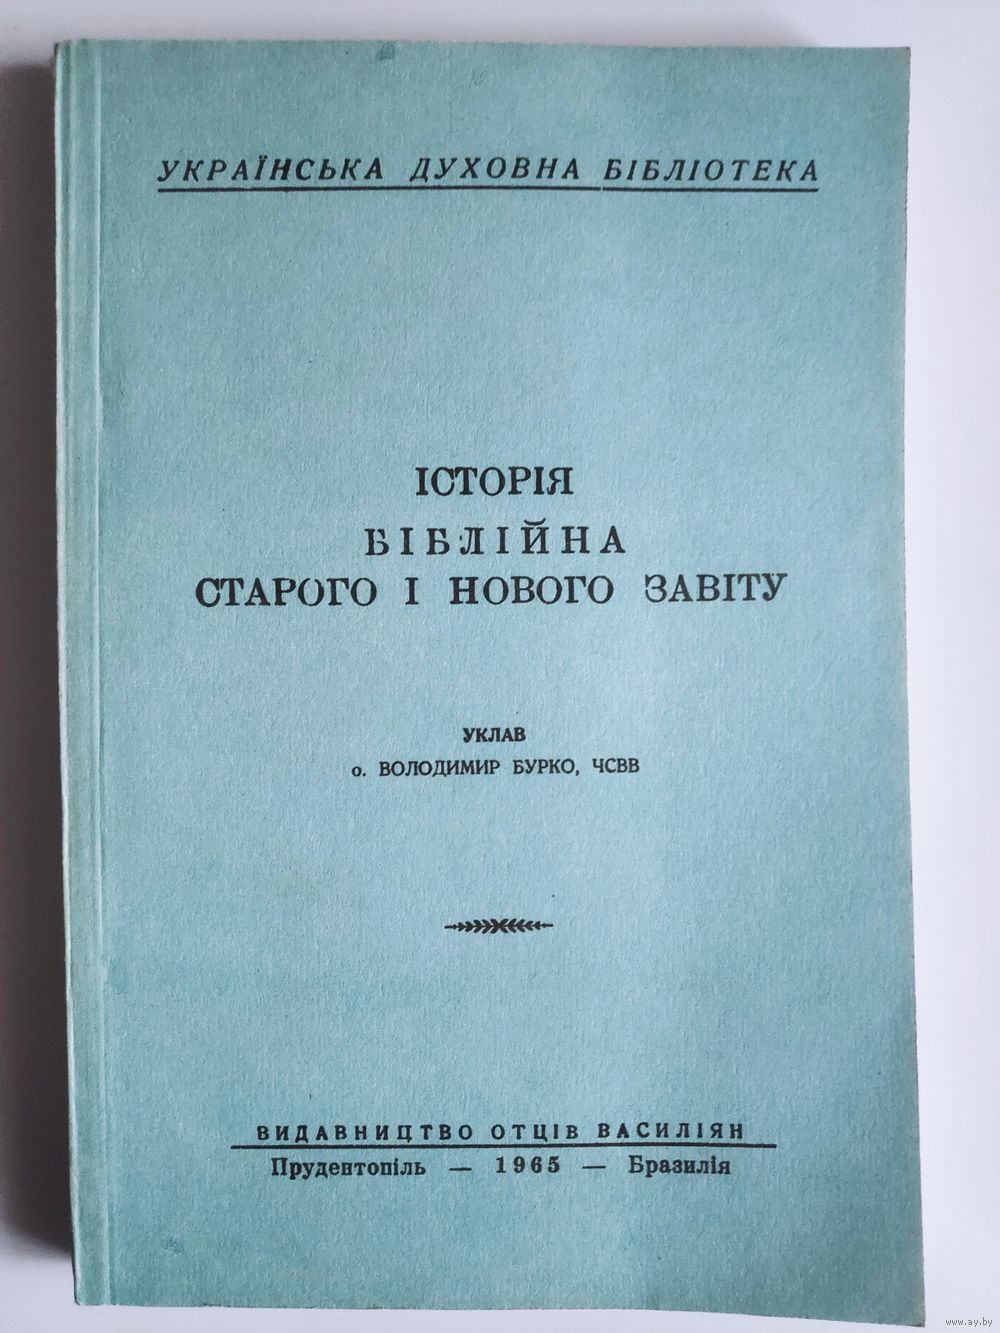 УКРАЇНСЬКА ДУХОВНА БІБЛІОТЕКА
ІСТОРІЯ
БІБЛІЙНА
СТАРОГО І НОВОГО ЗАВІТУ
УКЛАВ
о. ВОЛОДИМИР БУРКО, ЧСВВ
ВИДАВНИЦТВО ОТЦІВ ВАСИЛІЯН
Прудентопіль — 1965 — Бразилія
www.ay.by